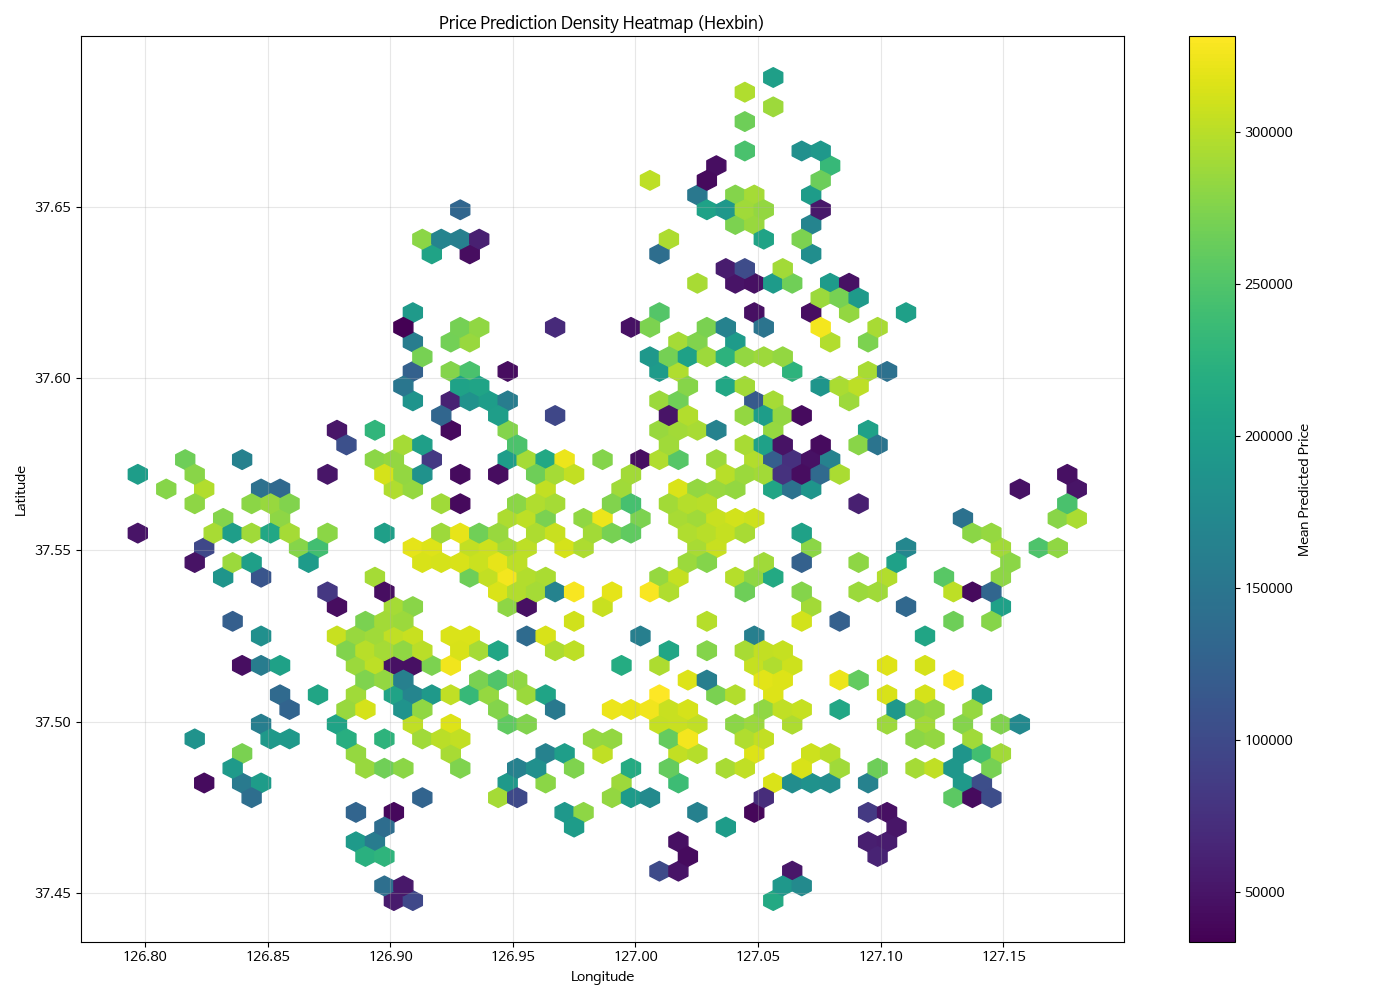 Price Prediction Density Heatmap (Hexbin)
Latitude
37.65
37.60
37.55
37.50
37.45
126.80 126.85 126.90 126.95 127.00 127.05 127.10 127.15
Longitude
300000
250000
200000
150000
100000
50000
Mean Predicted Price